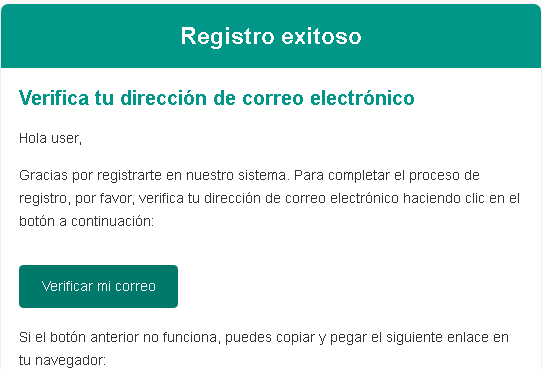 Registro exitoso
Verifica tu dirección de correo electrónico
Hola user,
Gracias por registrarte en nuestro sistema. Para completar el proceso de
registro, por favor, verifica tu dirección de correo electrónico haciendo clic en el
botón a continuación:
Verificar mi correo
Si el botón anterior no funciona, puedes copiar y pegar el siguiente enlace en
tu navegador: